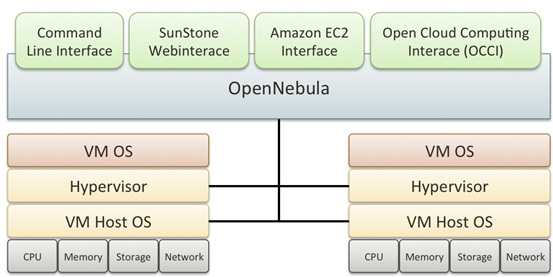 Command
Line Interface
SunStone
Webinterace
Amazon EC2
Interface
Open Cloud Computing
Interace (OCCI)
OpenNebula
VM OS
Hypervisor
VM Host OS
CPU
Memory
Storage
Network
VM OS
Hypervisor
VM Host OS
CPU
Memory
Storage
Network